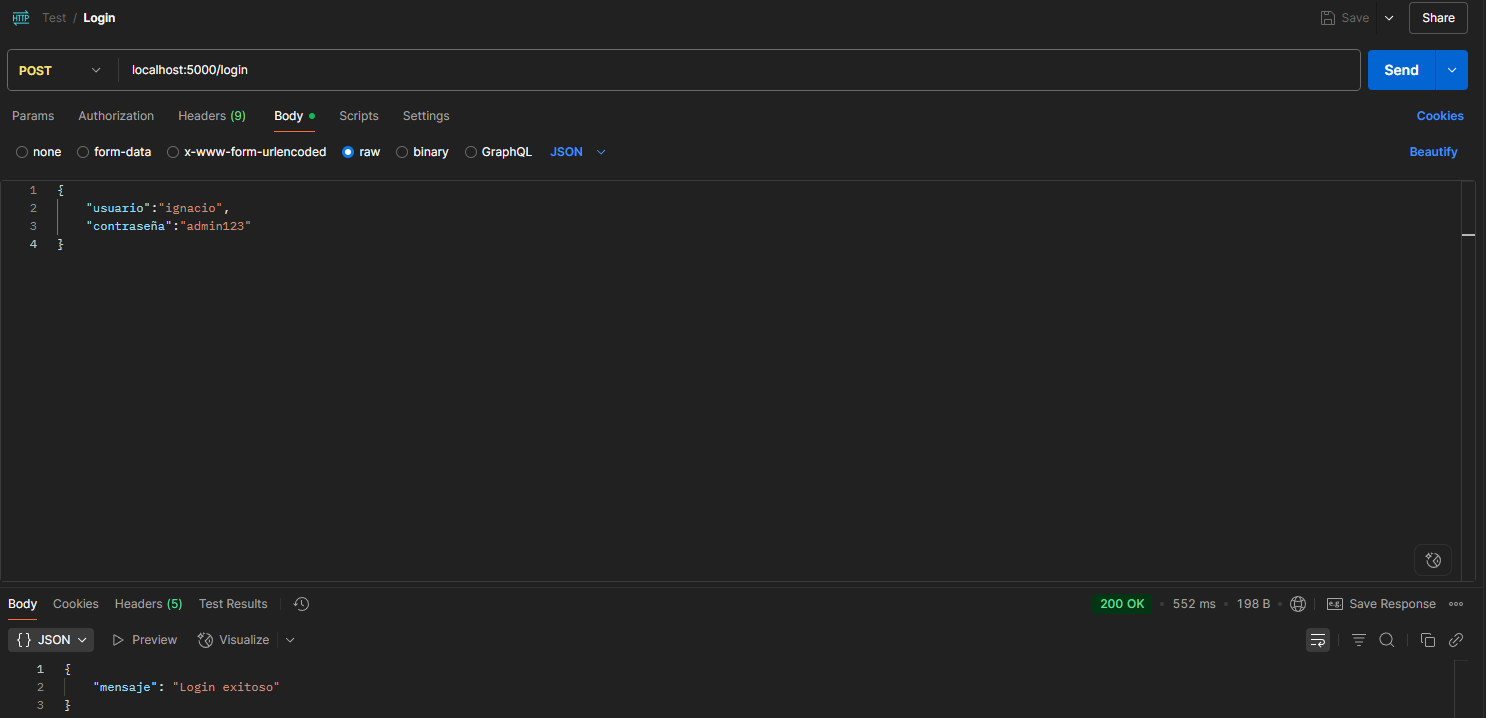 HTTP Test / Login Save Share
POST localhost:5000/login Send
Params Authorization Headers (9) Body Scripts Settings Cookies
none form-data x-www-form-urlencoded raw binary GraphQL JSON Beautify
1 {
2 "usuario":"ignacio",
3 "contraseña":"admin123"
4 }
Body Cookies Headers (5) Test Results 200 OK • 552 ms • 198 B • e.g. Save Response
{} JSON Preview Visualize
1 {
2 "mensaje": "Login exitoso"
3 }